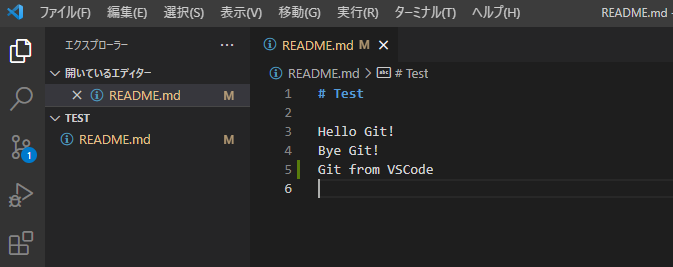 ファイル(F) 編集(E) 選択(S) 表示(V) 移動(G) 実行(R) ターミナル(T) ヘルプ(H) README.md -
エクスプローラー ···
README.md M ×
開いているエディター
README.md > # Test
× README.md M
TEST
README.md M
1 # Test
2
3 Hello Git!
4 Bye Git!
5 Git from VSCode
6
1